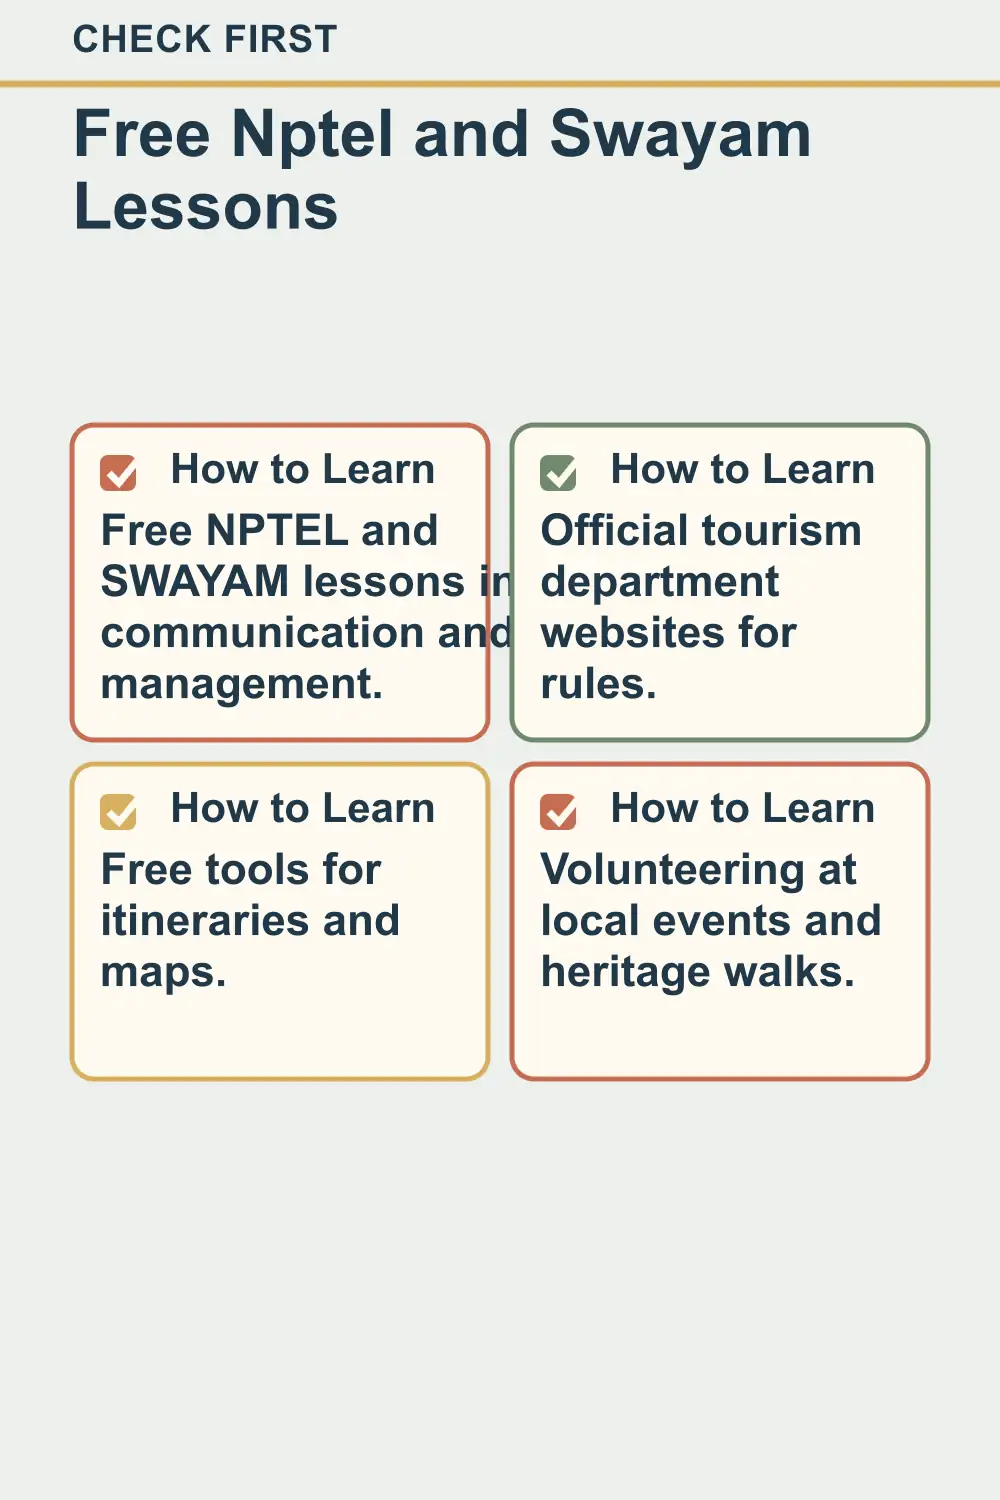 CHECK FIRST
Free Nptel and Swayam
Lessons
How to Learn
Free NPTEL and
SWAYAM lessons in
communication and
management.
How to Learn
Official tourism
department
websites for
rules.
How to Learn
Free tools for
itineraries and
maps.
How to Learn
Volunteering at
local events and
heritage walks.